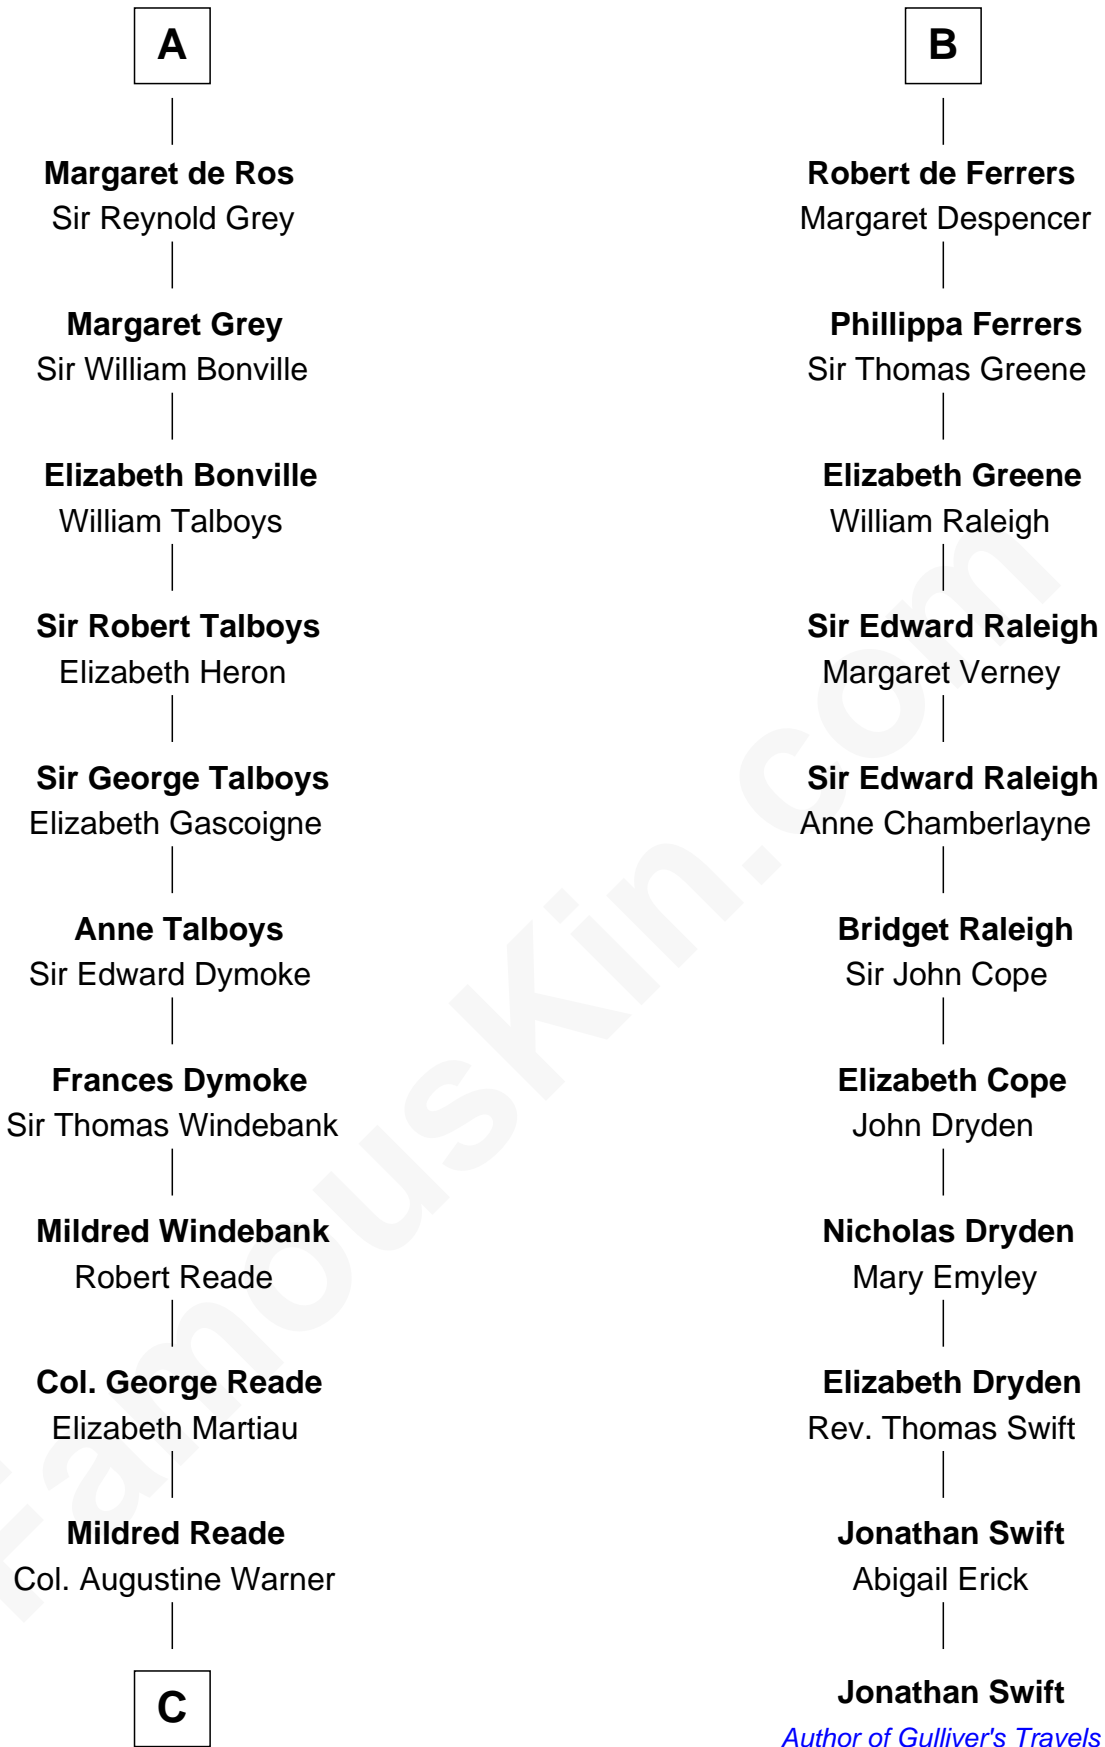 A
Margaret de Ros
Sir Reynold Grey
Margaret Grey
Sir William Bonville
Elizabeth Bonville
William Talboys
Sir Robert Talboys
Elizabeth Heron
Sir George Talboys
Elizabeth Gascoigne
Anne Talboys
Sir Edward Dymoke
Frances Dymoke
Sir Thomas Windebank
Mildred Windebank
Robert Reade
Col. George Reade
Elizabeth Martiau
Mildred Reade
Col. Augustine Warner
C
B
Robert de Ferrers
Margaret Despencer
Phillippa Ferrers
Sir Thomas Greene
Elizabeth Greene
William Raleigh
Sir Edward Raleigh
Margaret Verney
Sir Edward Raleigh
Anne Chamberlayne
Bridget Raleigh
Sir John Cope
Elizabeth Cope
John Dryden
Nicholas Dryden
Mary Emyley
Elizabeth Dryden
Rev. Thomas Swift
Jonathan Swift
Abigail Erick
Jonathan Swift
Author of Gulliver's Travels
FamousKin.com